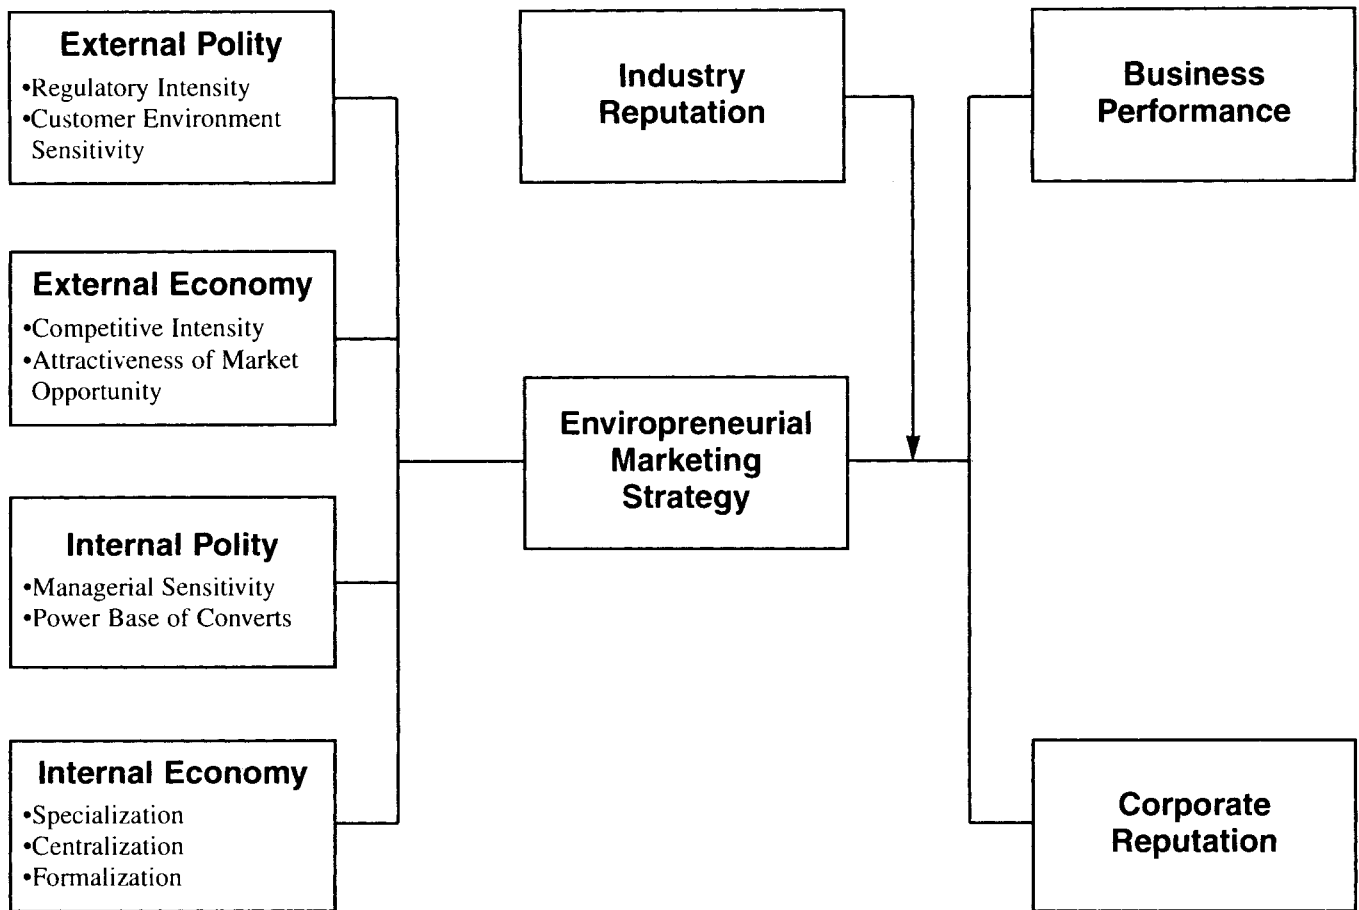 External Polity
•Regulatory Intensity
•Customer Environment
Sensitivity
External Economy
•Competitive Intensity
•Attractiveness of Market
Opportunity
Internal Polity
•Managerial Sensitivity
•Power Base of Converts
Internal Economy
•Specialization
•Centralization
•Formalization
Industry
Reputation
Enviropreneurial
Marketing
Strategy
Business
Performance
Corporate
Reputation